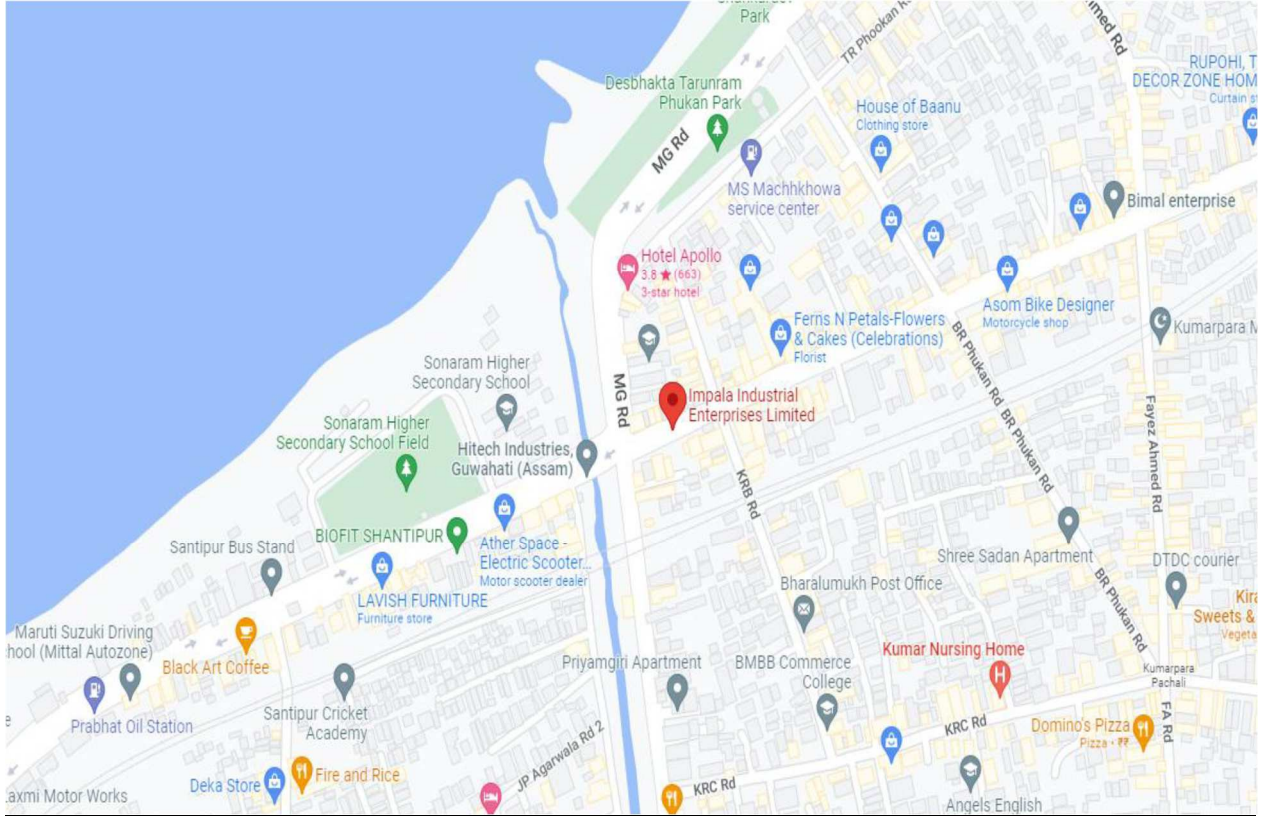 Park
TR Phookan
med Rd
Desbhakta Tarunram
Phukan Park
MG Rd
RUPOHI, T
DECOR ZONE HOM
Curtain
House of Baanu
Clothing store
MS Machhkhowa
service center
Bimal enterprise
Hotel Apollo
3.8 ★ (663)
3-star hotel
Asom Bike Designer
Motorcycle shop
Ferns N Petals-Flowers
& Cakes (Celebrations)
Florist
BR Phukan Rd
Kumarpara M
Sonaram Higher
Secondary School
MG Rd
Impala Industrial
Enterprises Limited
Fayez Ahmed Rd
Sonaram Higher
Secondary School Field
Hitech Industries,
Guwahati (Assam)
BR Phukan Rd
KRB Rd
BIOFIT SHANTIPUR
Ather Space -
Electric Scooter...
Motor scooter dealer
Santipur Bus Stand
Shree Sadan Apartment
DTDC courier
Bharalumukh Post Office
BR Phukan Rd
LAVISH FURNITURE
Furniture store
Kira
Sweets &
Vegeta
Maruti Suzuki Driving
hool (Mittal Autozone)
Black Art Coffee
Priyamgiri Apartment
BMBB Commerce
College
Kumar Nursing Home
H
Kumarpara
Pachali
Prabhat Oil Station
Santipur Cricket
Academy
JP Agarwala Rd 2
KRC Rd
Domino's Pizza
Pizza • ₹₹
FA Rd
Deka Store
Fire and Rice
KRC Rd
axmi Motor Works
Angels English